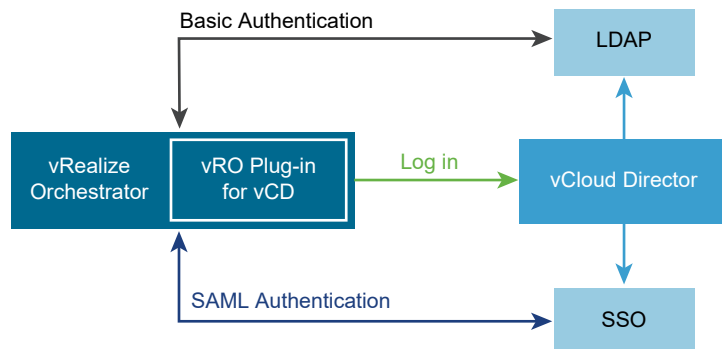 Basic Authentication
LDAP
vRealize
Orchestrator
vRO Plug-in
for vCD
Log in
vCloud Director
SAML Authentication
SSO